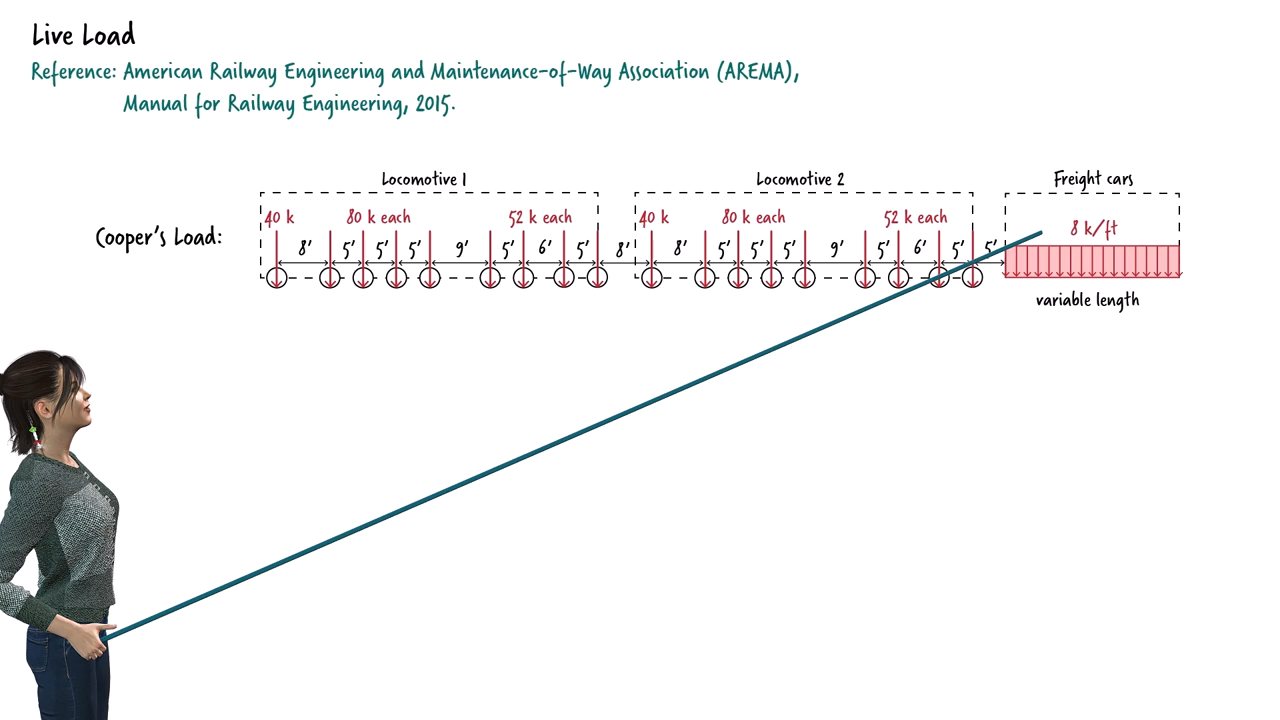 Live Load
Reference: American Railway Engineering and Maintenance-of-Way Association (AREMA),
Manual for Railway Engineering, 2015.
Locomotive 1
Locomotive 2
Freight cars
40 k
80 k each
52 k each
40 k
80 k each
52 k each
8 k/ft
Cooper's Load:
8' 5' 5' 5' 9' 5' 6' 5' 8' 8' 5' 5' 5' 9' 5' 6' 5' 5'
variable length